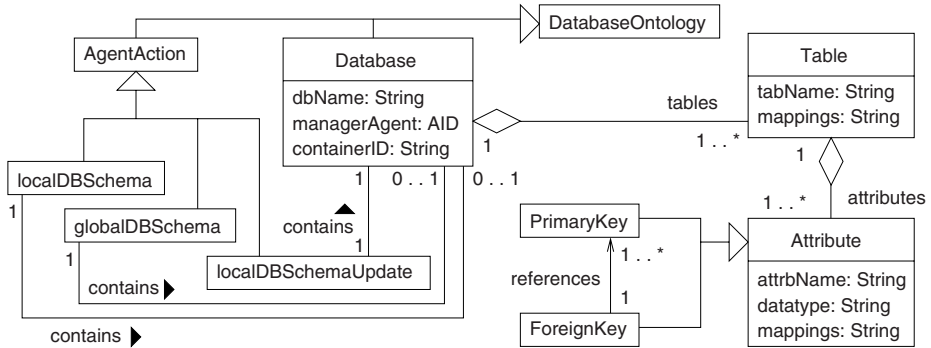 DatabaseOntology
AgentAction
Database
dbName: String
managerAgent: AID
containerID: String
Table
tabName: String
mappings: String
tables
1
1 . . *
1
localDBSchema
1
1
0 . . 1
0 . . 1
globalDBSchema
1
contains
1
localDBSchemaUpdate
contains
contains
1 . . *
attributes
PrimaryKey
1 . . *
references
1
ForeignKey
Attribute
attrbName: String
datatype: String
mappings: String